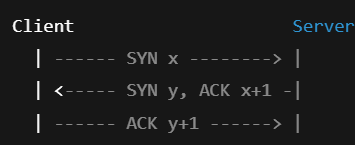 Client Server
| ------ SYN x --------> |
| <----- SYN y, ACK x+1 -|
| ------ ACK y+1 ------> |